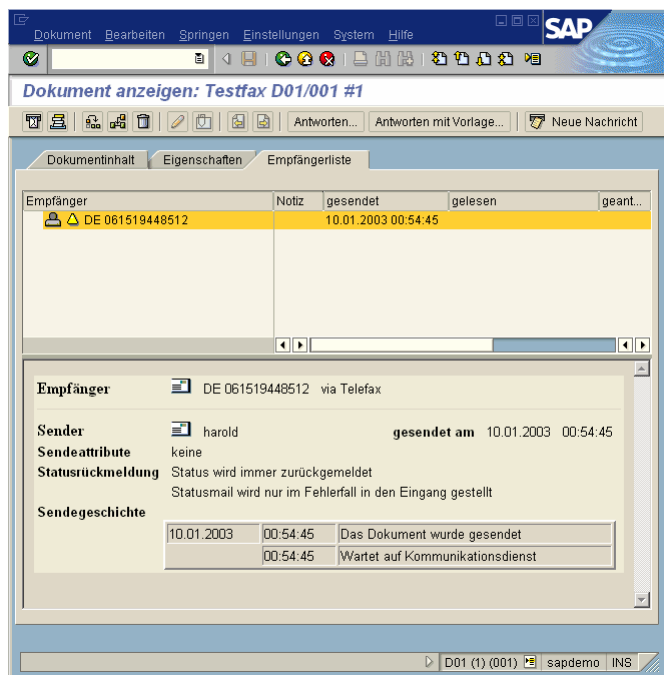 Dokument Bearbeiten Springen Einstellungen System Hilfe
SAP
Dokument anzeigen: Testfax D01/001 #1
Antworten... Antworten mit Vorlage... Neue Nachricht
Dokumentinhalt Eigenschaften Empfängerliste
Empfänger Notiz gesendet gelesen geant...
DE 061519448512 10.01.2003 00:54:45
Empfänger DE 061519448512 via Telefax
Sender harold gesendet am 10.01.2003 00:54:45
Sendeattribute keine
Statusrückmeldung Status wird immer zurückgemeldet
Statusmail wird nur im Fehlerfall in den Eingang gestellt
Sendegeschichte
10.01.2003 00:54:45 Das Dokument wurde gesendet
00:54:45 Wartet auf Kommunikationsdienst
D01 (1) (001) sapdemo INS